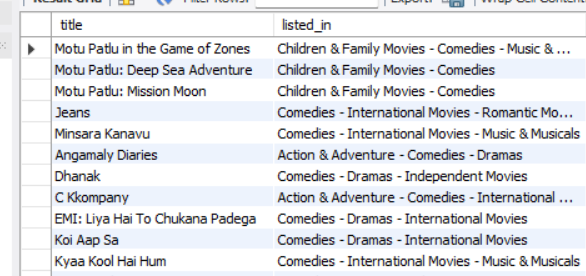 Result Grid Filter Rows: Export: Wrap Cell Content
title listed_in
Motu Patlu in the Game of Zones Children & Family Movies - Comedies - Music & ...
Motu Patlu: Deep Sea Adventure Children & Family Movies - Comedies
Motu Patlu: Mission Moon Children & Family Movies - Comedies
Jeans Comedies - International Movies - Romantic Mo...
Minsara Kanavu Comedies - International Movies - Music & Musicals
Angamaly Diaries Action & Adventure - Comedies - Dramas
Dhanak Comedies - Dramas - Independent Movies
C Kkompany Action & Adventure - Comedies - International ...
EMI: Liya Hai To Chukana Padega Comedies - Dramas - International Movies
Koi Aap Sa Comedies - Dramas - International Movies
Kyaa Kool Hai Hum Comedies - International Movies - Music & Musicals